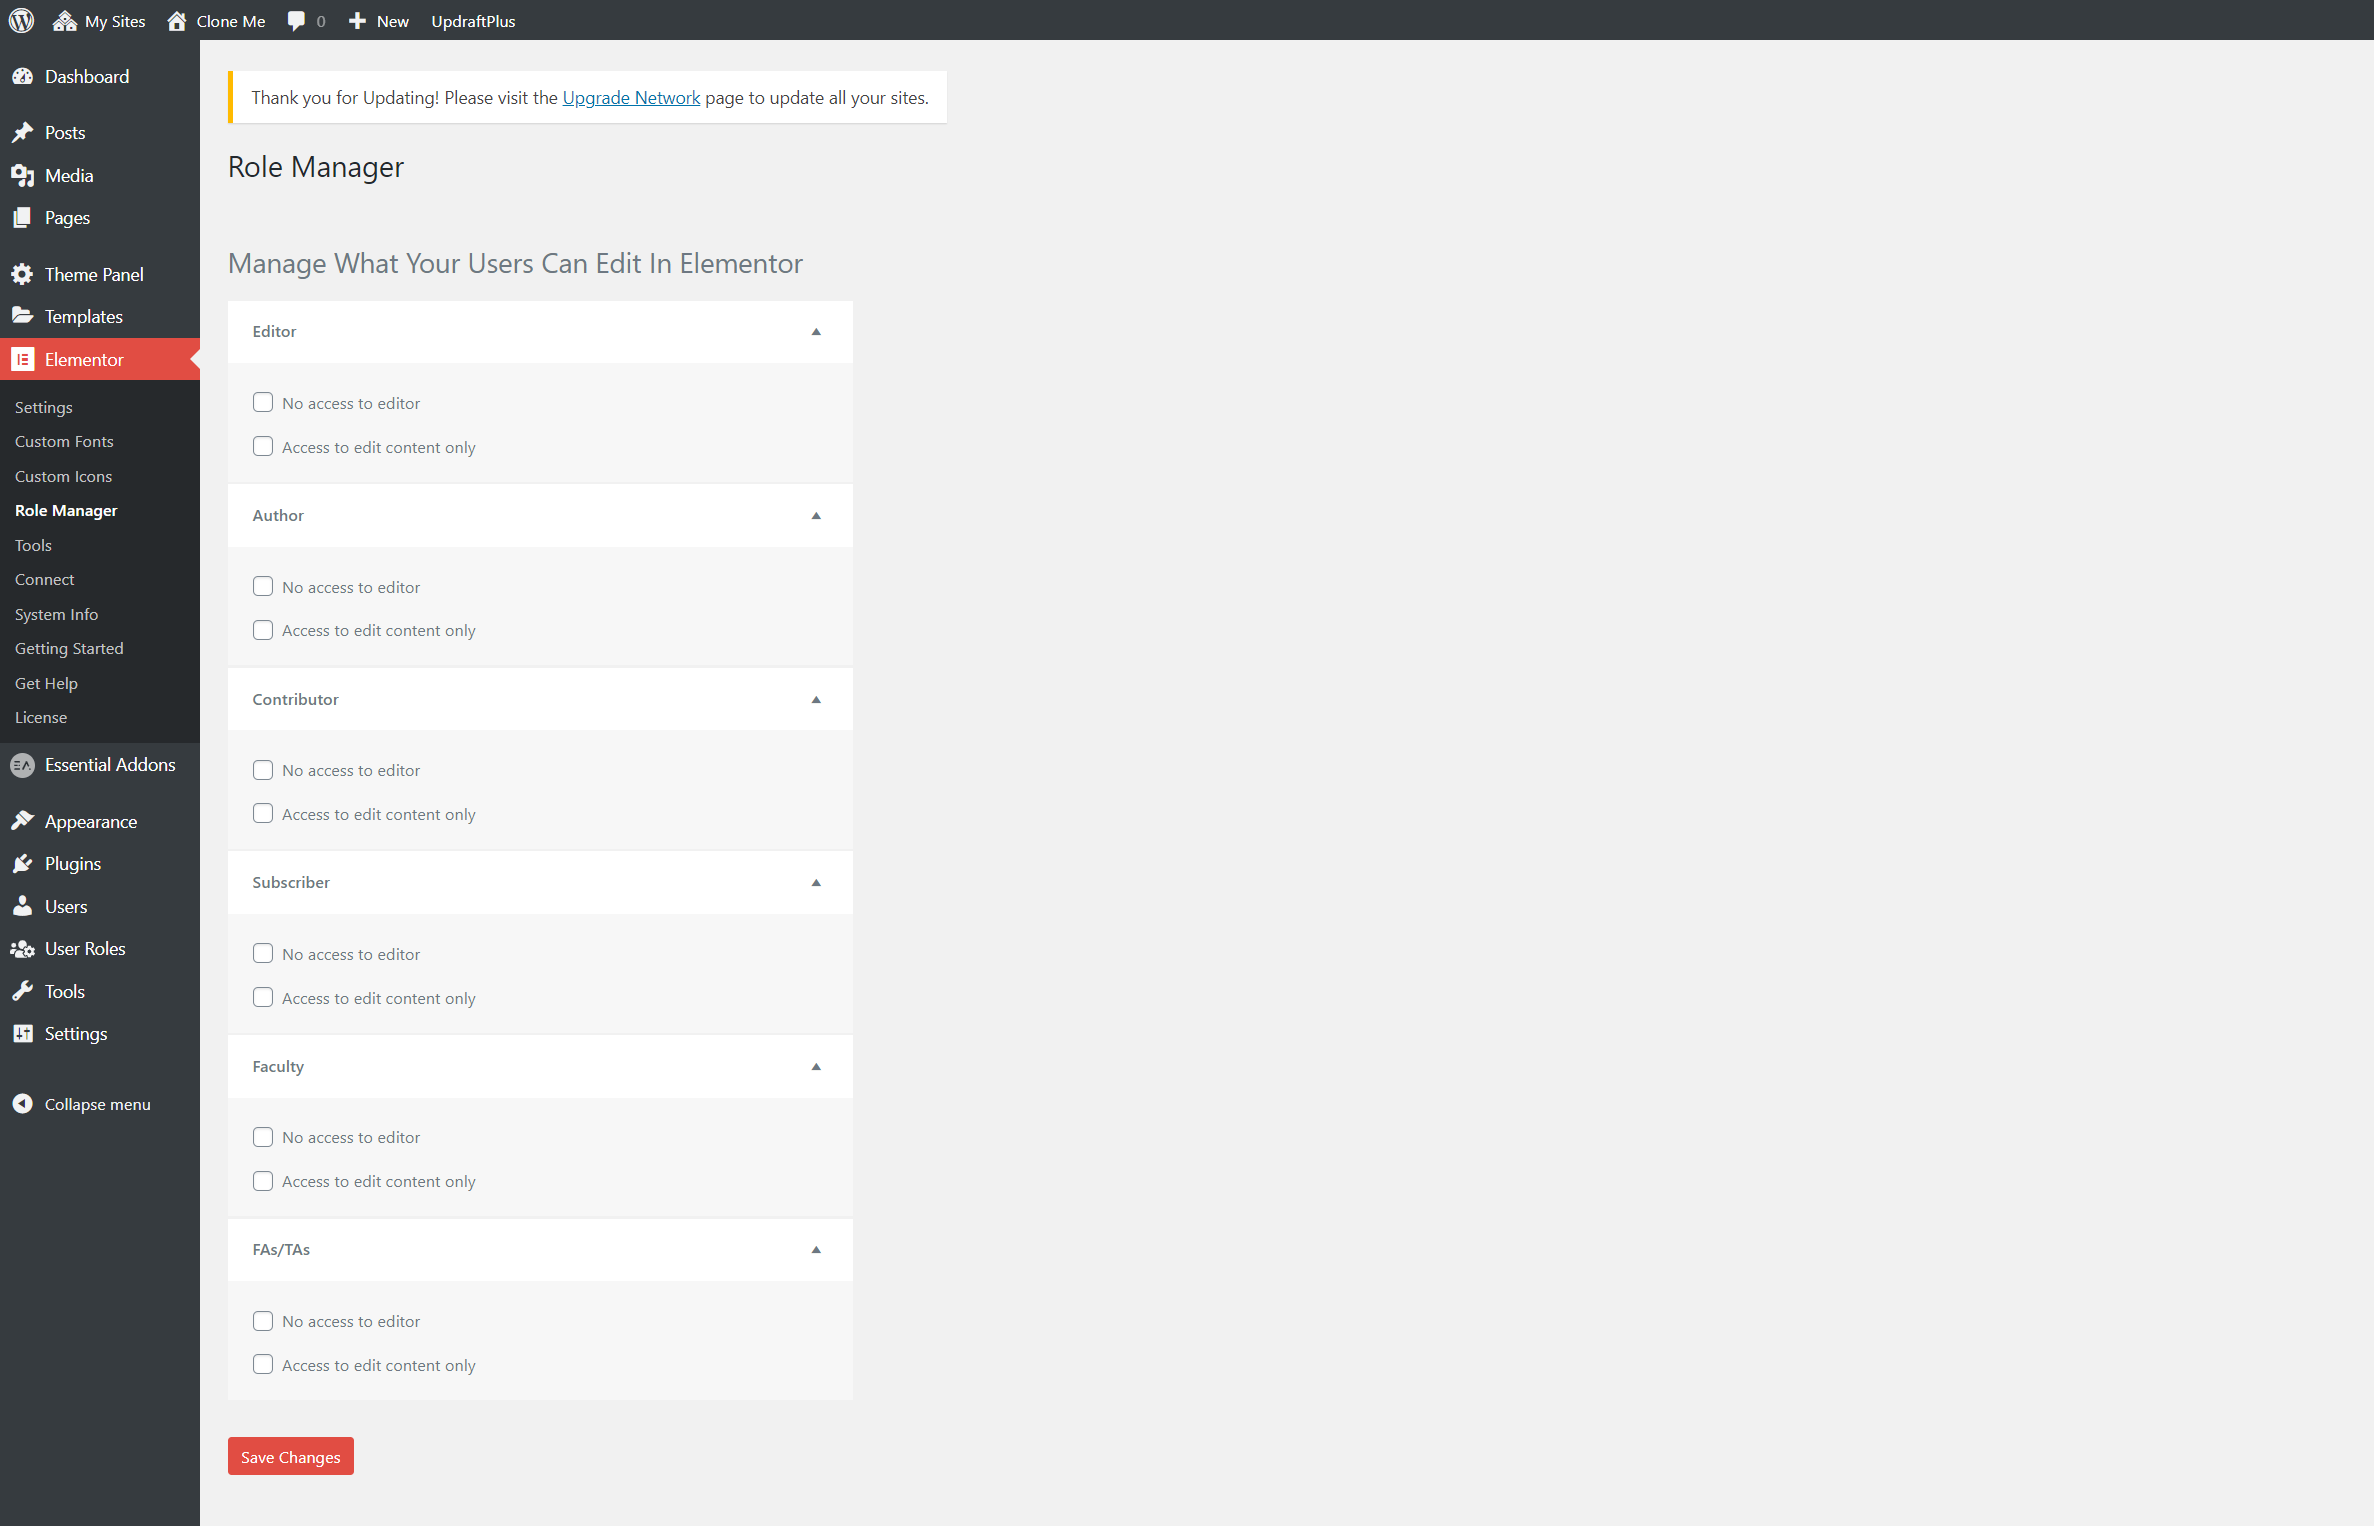 My Sites
Clone Me
0
New
UpdraftPlus
Dashboard
Posts
Media
Pages
Theme Panel
Templates
Elementor
Settings
Custom Fonts
Custom Icons
Role Manager
Tools
Connect
System Info
Getting Started
Get Help
License
Essential Addons
Appearance
Plugins
Users
User Roles
Tools
Settings
Collapse menu
Thank you for Updating! Please visit the Upgrade Network page to update all your sites.
Role Manager
Manage What Your Users Can Edit In Elementor
Editor
No access to editor
Access to edit content only
Author
No access to editor
Access to edit content only
Contributor
No access to editor
Access to edit content only
Subscriber
No access to editor
Access to edit content only
Faculty
No access to editor
Access to edit content only
FAs/TAs
No access to editor
Access to edit content only
Save Changes